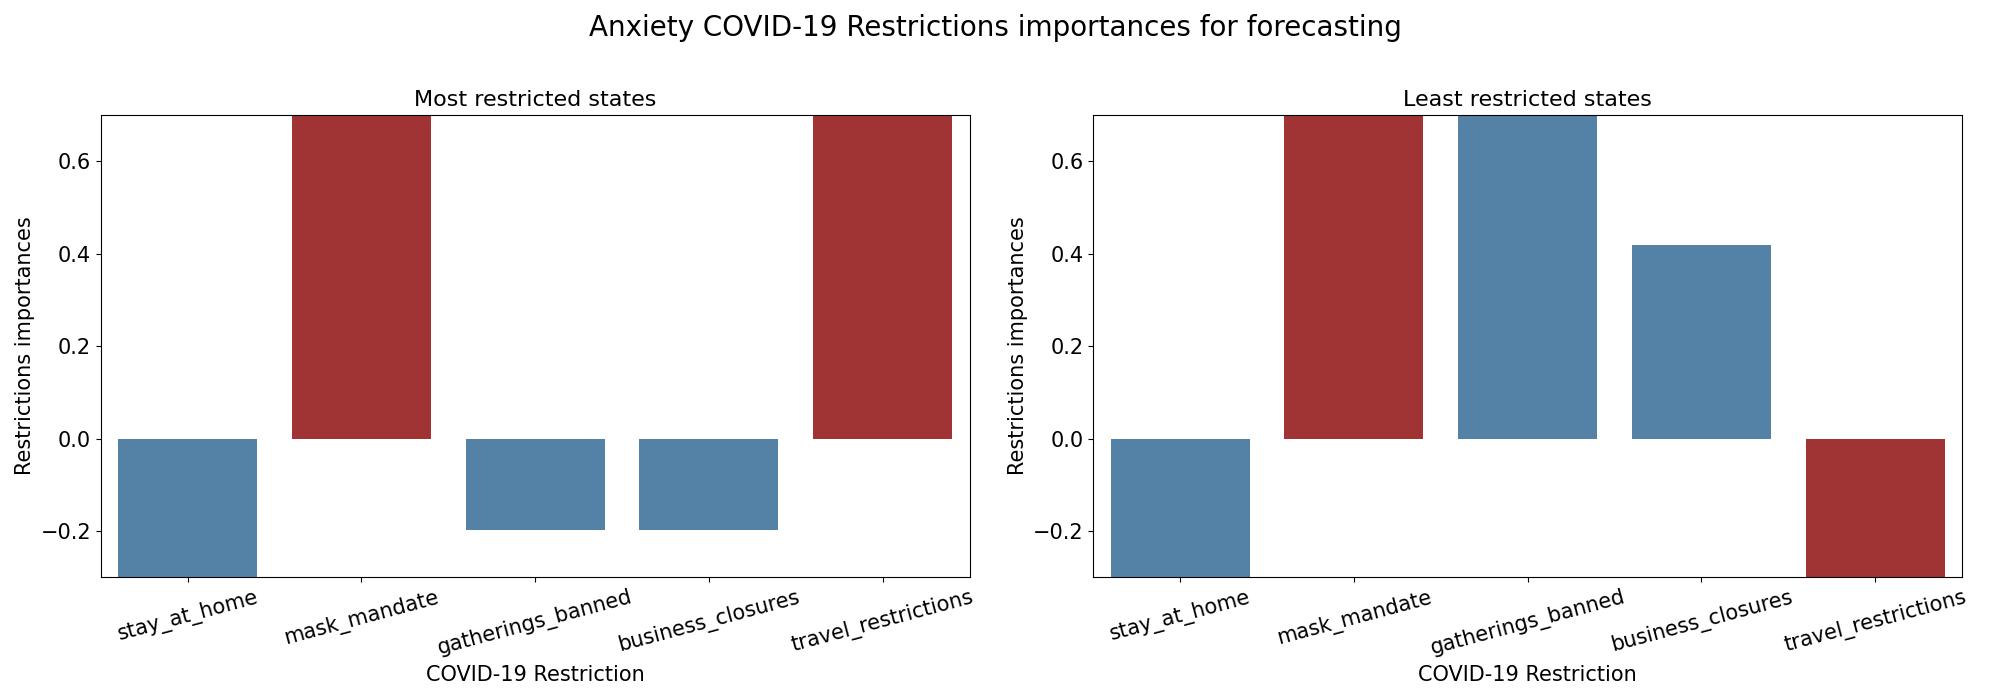 Anxiety COVID-19 Restrictions importances for forecasting
Most restricted states
Restrictions importances
0.6
0.4
0.2
0.0
−0.2
stay_at_home
mask_mandate
gatherings_banned
business_closures
travel_restrictions
COVID-19 Restriction
Least restricted states
Restrictions importances
0.6
0.4
0.2
0.0
−0.2
stay_at_home
mask_mandate
gatherings_banned
business_closures
travel_restrictions
COVID-19 Restriction